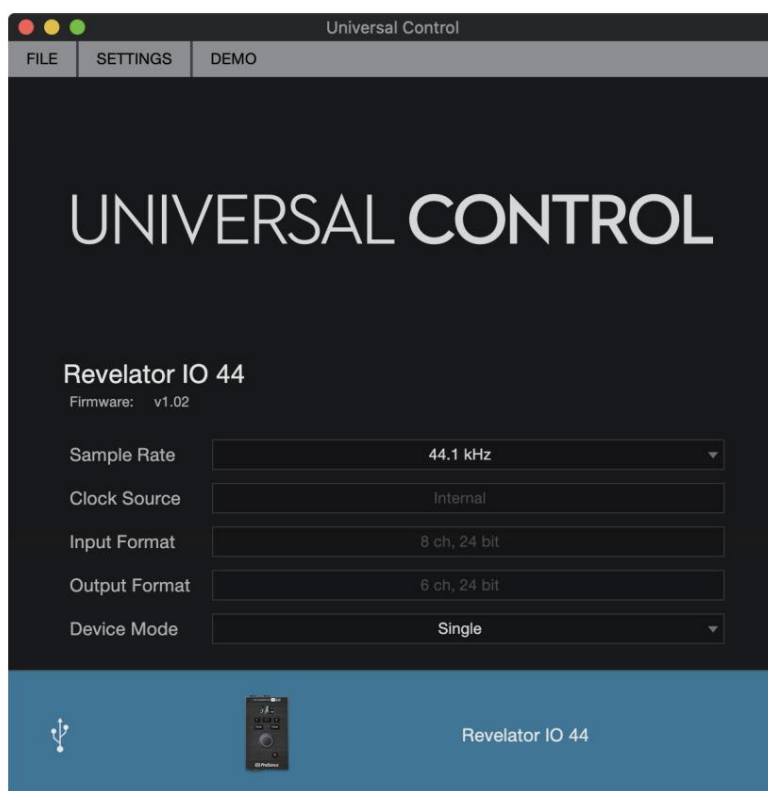 Universal Control
FILE SETTINGS DEMO
UNIVERSAL CONTROL
Revelator IO 44
Firmware: v1.02
Sample Rate 44.1 kHz
Clock Source Internal
Input Format 8 ch, 24 bit
Output Format 6 ch, 24 bit
Device Mode Single
Revelator IO 44
PreSonus